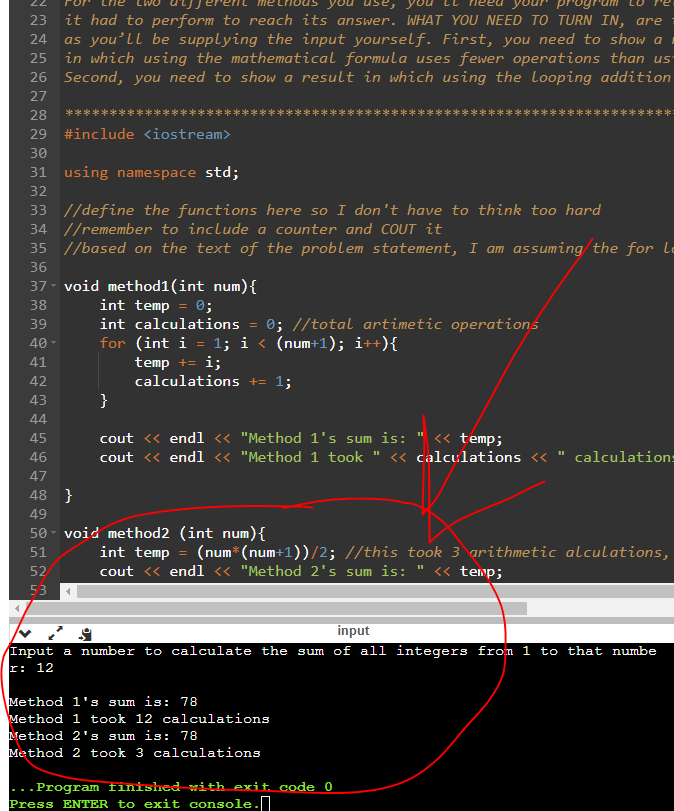 22 For the two different methods you use, you'll need your program to re
23 it had to perform to reach its answer. WHAT YOU NEED TO TURN IN, are
24 as you'll be supplying the input yourself. First, you need to show a
25 in which using the mathematical formula uses fewer operations than us
26 Second, you need to show a result in which using the looping addition
27
28 **********************************************************************
29 #include <iostream>
30
31 using namespace std;
32
33 //define the functions here so I don't have to think too hard
34 //remember to include a counter and COUT it
35 //based on the text of the problem statement, I am assuming the for l
36
37 void method1(int num){
38 int temp = 0;
39 int calculations = 0; //total artimetic operations
40 for (int i = 1; i < (num+1); i++){
41 temp += i;
42 calculations += 1;
43 }
44
45 cout << endl << "Method 1's sum is: " << temp;
46 cout << endl << "Method 1 took " << calculations << " calculations
47
48 }
49
50 void method2 (int num){
51 int temp = (num*(num+1))/2; //this took 3 arithmetic alculations,
52 cout << endl << "Method 2's sum is: " << temp;
53
input
Input a number to calculate the sum of all integers from 1 to that numbe
r: 12

Method 1's sum is: 78
Method 1 took 12 calculations
Method 2's sum is: 78
Method 2 took 3 calculations

...Program finished with exit code 0
Press ENTER to exit console.